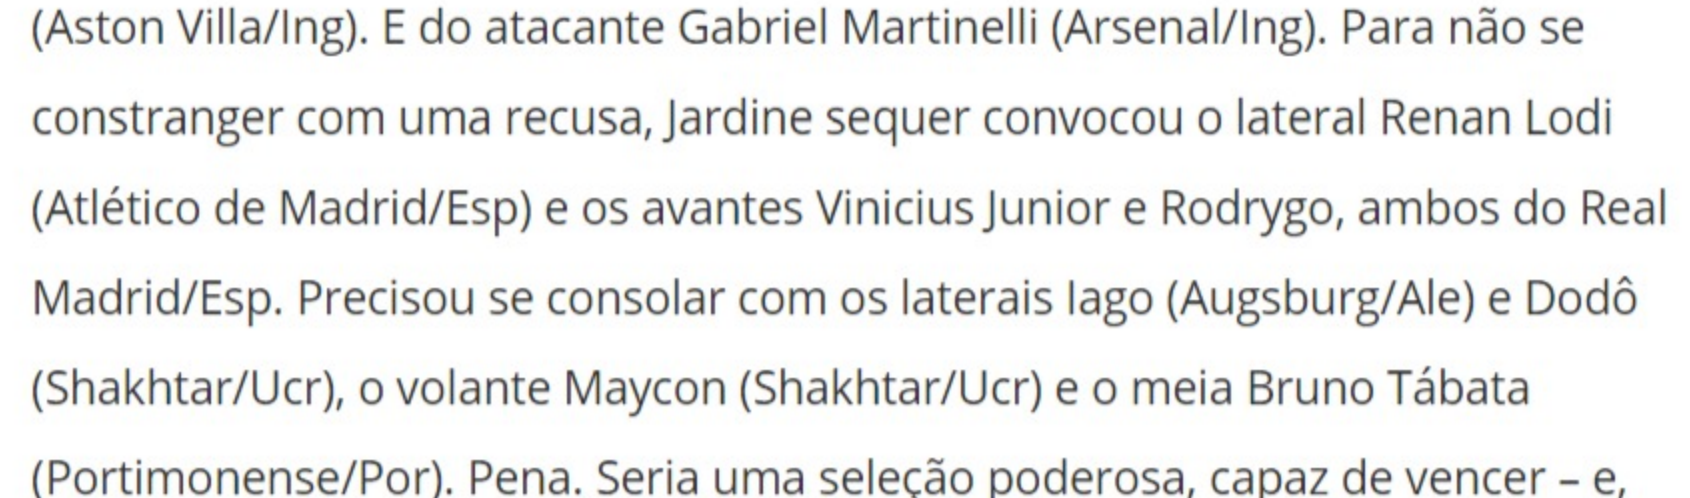 (Aston Villa/Ing). E do atacante Gabriel Martinelli (Arsenal/Ing). Para não se
constranger com uma recusa, Jardine sequer convocou o lateral Renan Lodi
(Atlético de Madrid/Esp) e os avantes Vinicius Junior e Rodrygo, ambos do Real
Madrid/Esp. Precisou se consolar com os laterais Iago (Augsburg/Ale) e Dodô
(Shakhtar/Ucr), o volante Maycon (Shakhtar/Ucr) e o meia Bruno Tábata
(Portimonense/Por). Pena. Seria uma seleção poderosa, capaz de vencer – e,